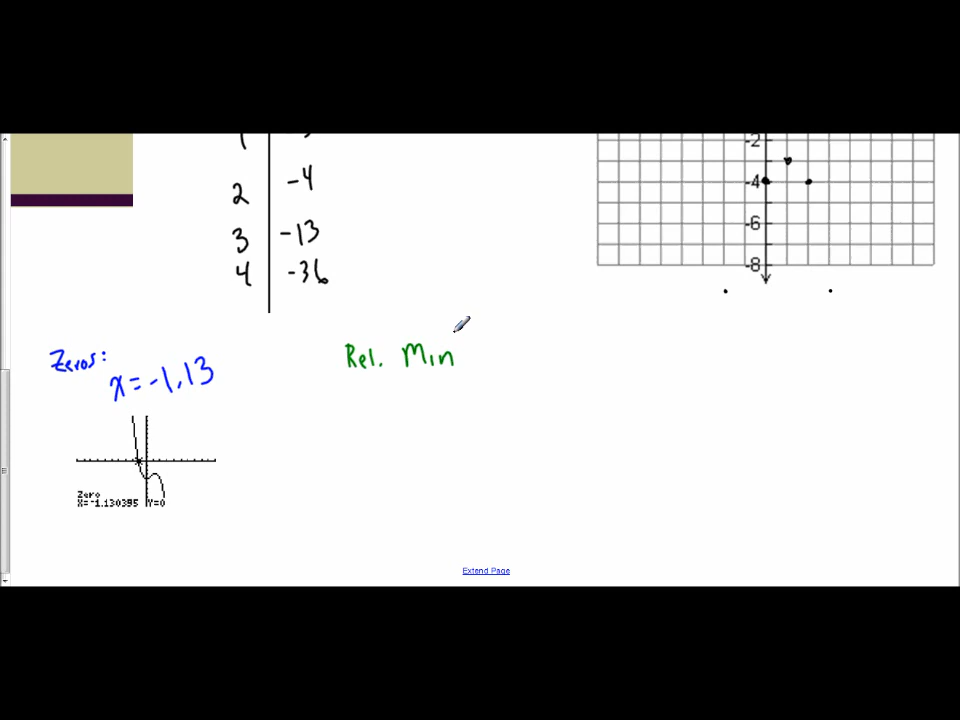 -2
2 -4
-4
3 -13
-6
4 -36
-8
Zeros:
x = -1.13
Rel. Min
Zero
X=-1.130395 Y=0
Extend Page